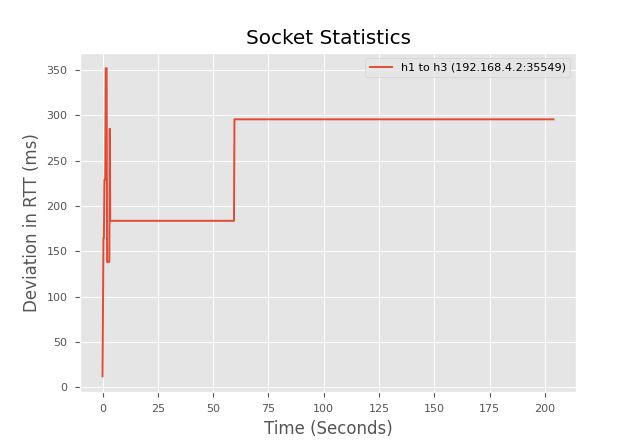 Socket Statistics
h1 to h3 (192.168.4.2:35549)
Deviation in RTT (ms)
350
300
250
200
150
100
50
0
0 25 50 75 100 125 150 175 200
Time (Seconds)